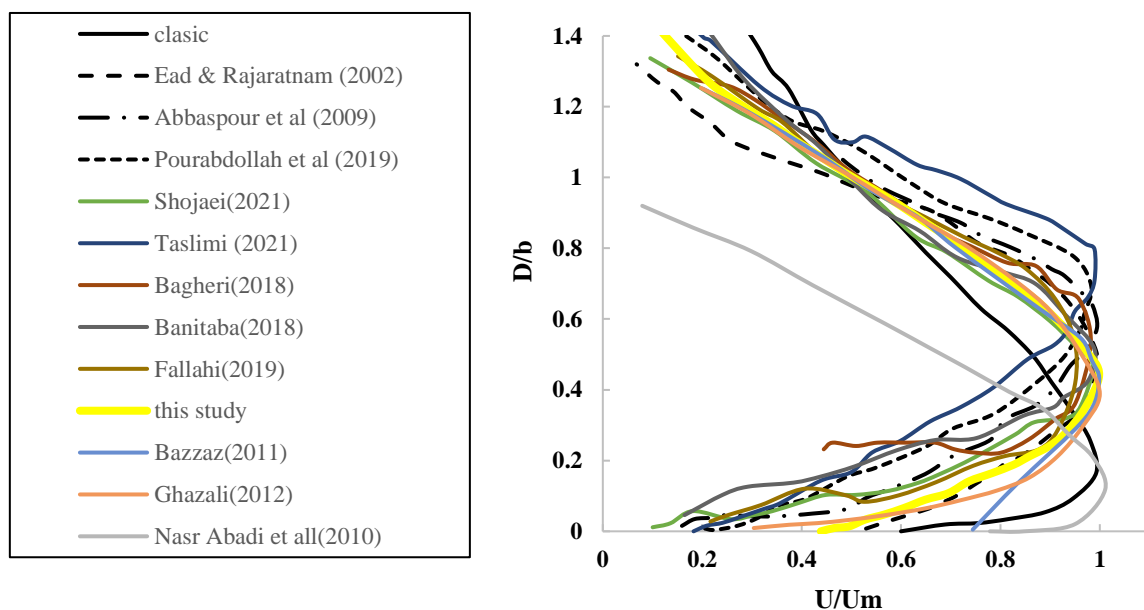 clasic
Ead & Rajaratnam (2002)
Abbaspour et al (2009)
Pourabdollah et al (2019)
Shojaei(2021)
Taslimi (2021)
Bagheri(2018)
Banitaba(2018)
Fallahi(2019)
this study
Bazzaz(2011)
Ghazali(2012)
Nasr Abadi et all(2010)
1.4
1.2
1
0.8
0.6
0.4
0.2
0
D/b
0 0.2 0.4 0.6 0.8 1
U/Um